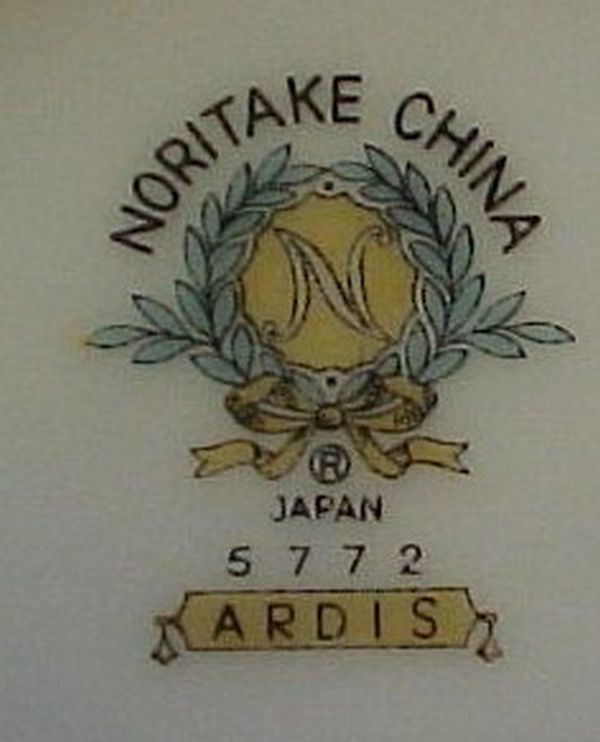 NORITAKE CHINA
N
®
JAPAN
5772
ARDIS